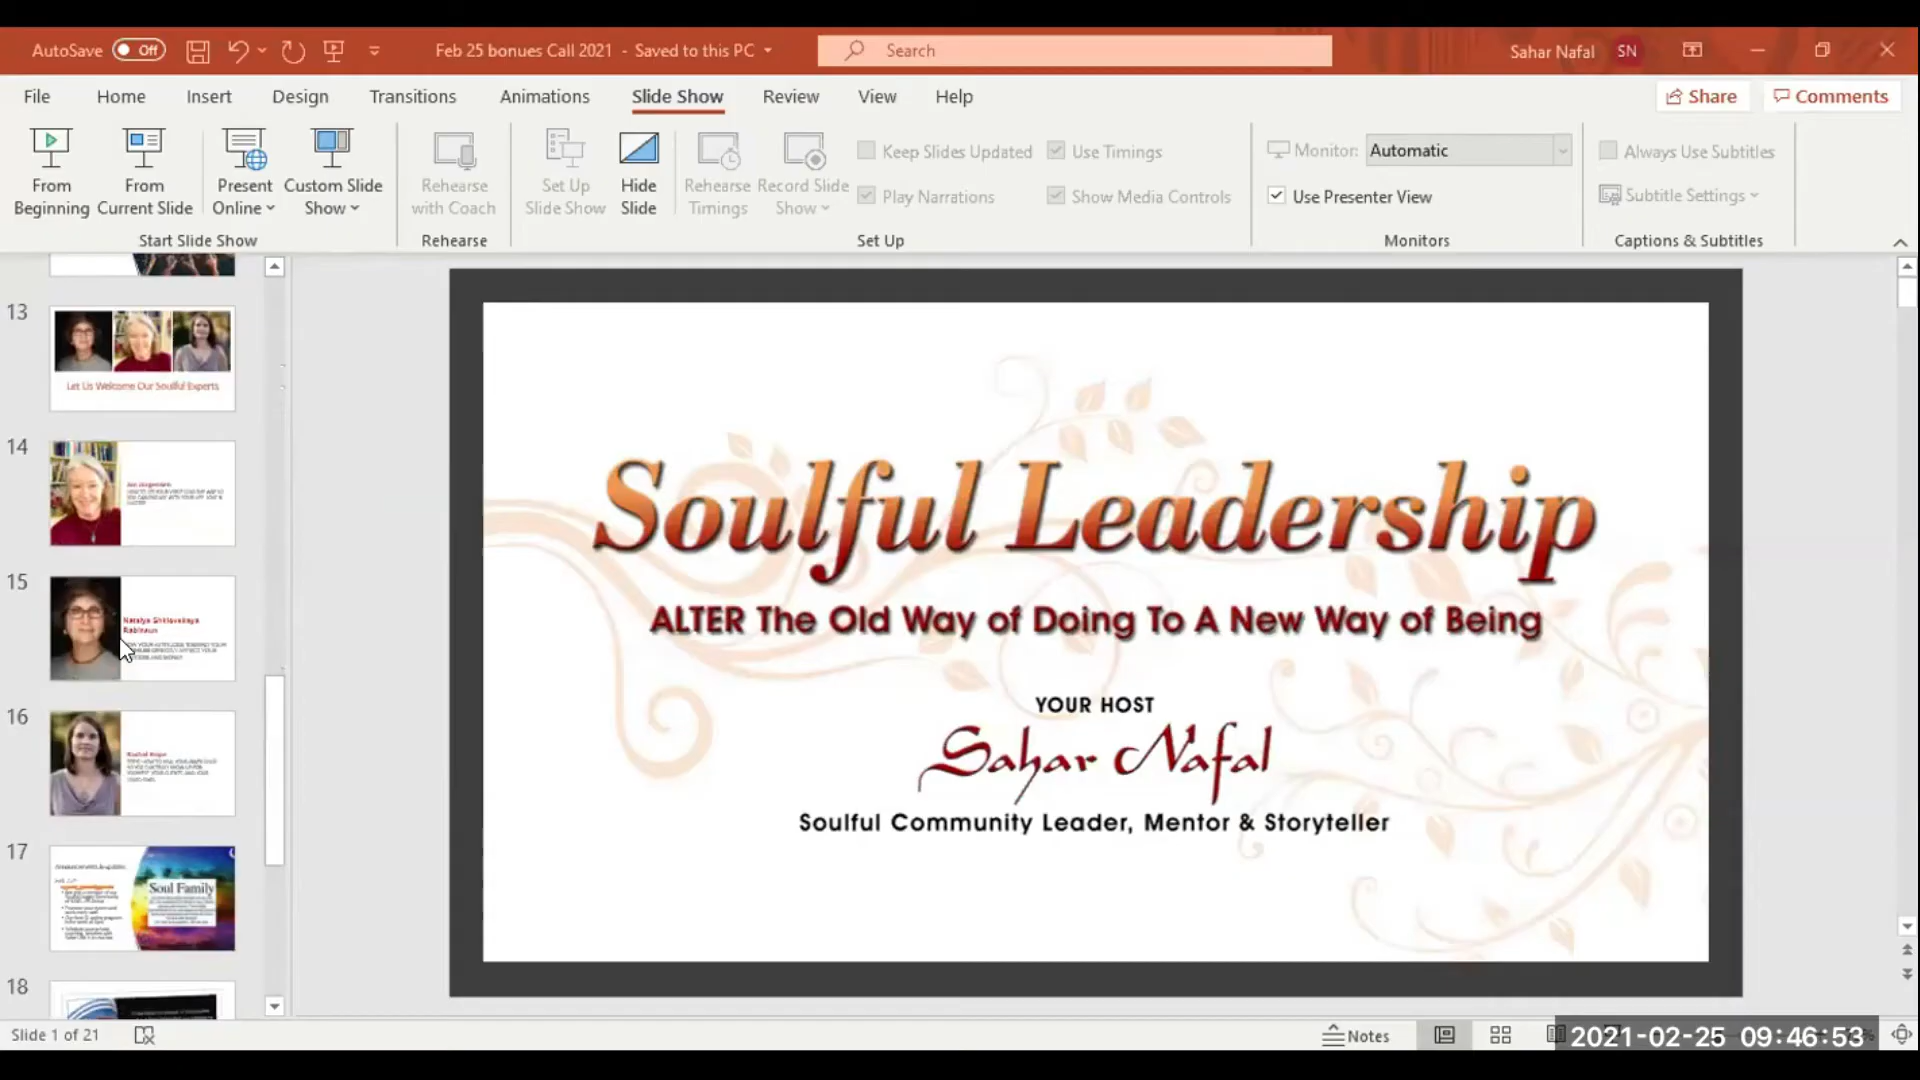 AutoSave Off Feb 25 bonues Call 2021 - Saved to this PC Search Sahar Nafal SN
File Home Insert Design Transitions Animations Slide Show Review View Help Share Comments
From Beginning
From Current Slide
Present Online
Custom Slide Show
Start Slide Show
Rehearse with Coach
Rehearse
Set Up Slide Show
Hide Slide
Rehearse Timings
Record Slide Show
Keep Slides Updated
Play Narrations
Use Timings
Show Media Controls
Set Up
Monitor: Automatic
Use Presenter View
Monitors
Always Use Subtitles
Subtitle Settings
Captions & Subtitles
13
Let Us Welcome Our Soulful Experts
14
15
16
17
Soul Family
18
Soulful Leadership
ALTER The Old Way of Doing To A New Way of Being
YOUR HOST
Sahar Nafal
Soulful Community Leader, Mentor & Storyteller
Slide 1 of 21 Notes 2021-02-25 09:46:53